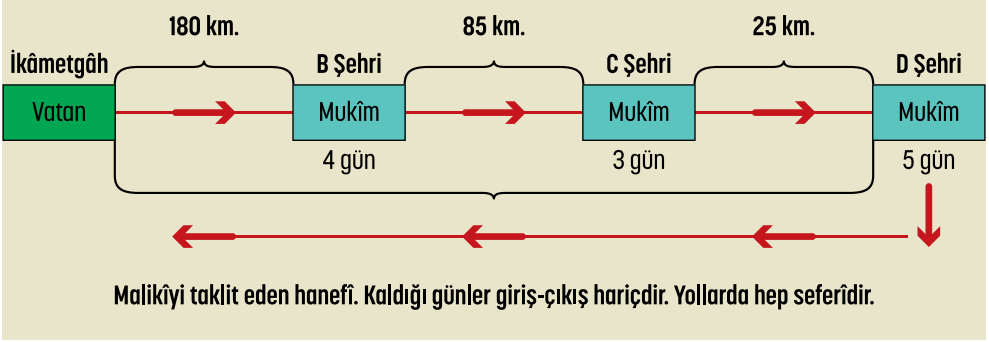 180 km. 85 km. 25 km.
İkâmetgâh B Şehri C Şehri D Şehri
Vatan Mukîm Mukîm Mukîm
4 gün 3 gün 5 gün
Malikîyi taklit eden hanefî. Kaldığı günler giriş-çıkış hariçdir. Yollarda hep seferîdir.